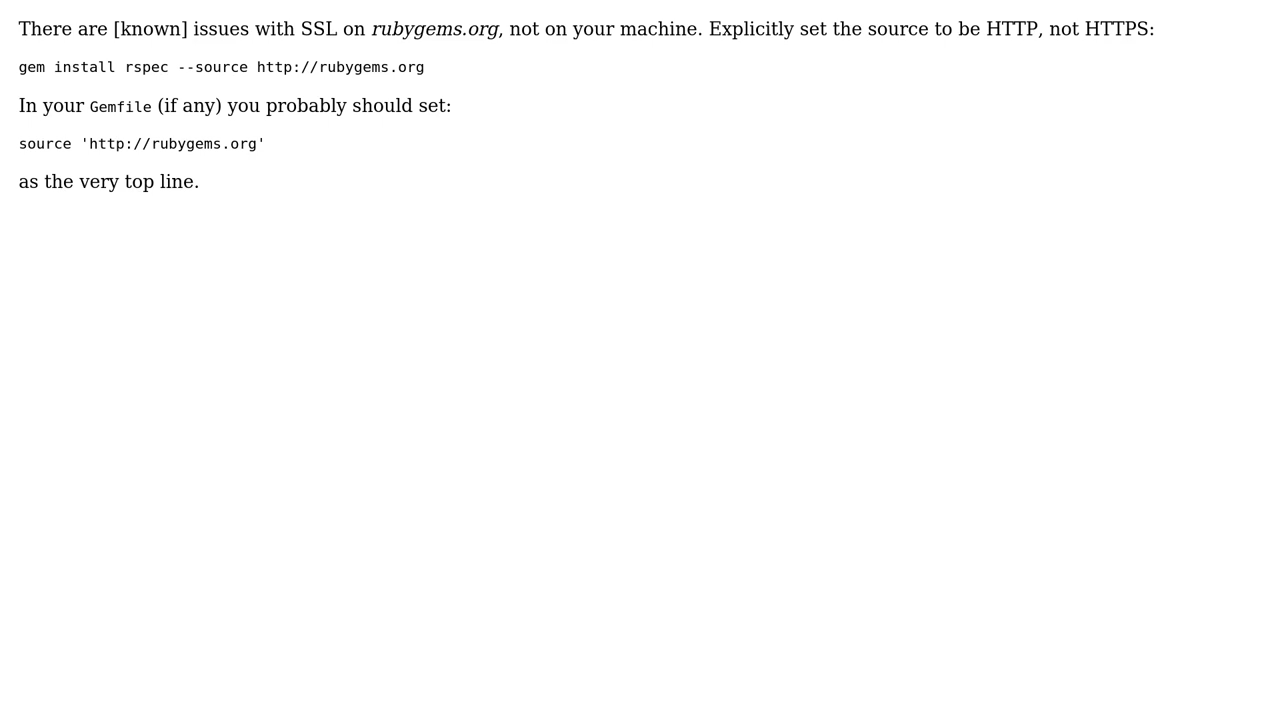 There are [known] issues with SSL on rubygems.org, not on your machine. Explicitly set the source to be HTTP, not HTTPS:
gem install rspec --source http://rubygems.org
In your Gemfile (if any) you probably should set:
source 'http://rubygems.org'
as the very top line.